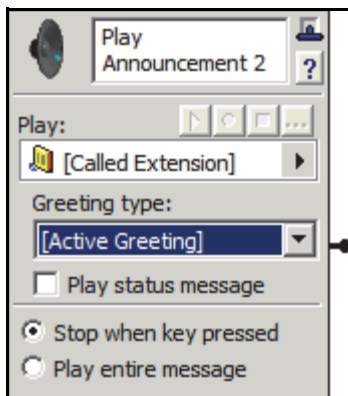 Play
Announcement 2
?
Play:
...
[Called Extension]
Greeting type:
[Active Greeting]
Play status message
Stop when key pressed
Play entire message